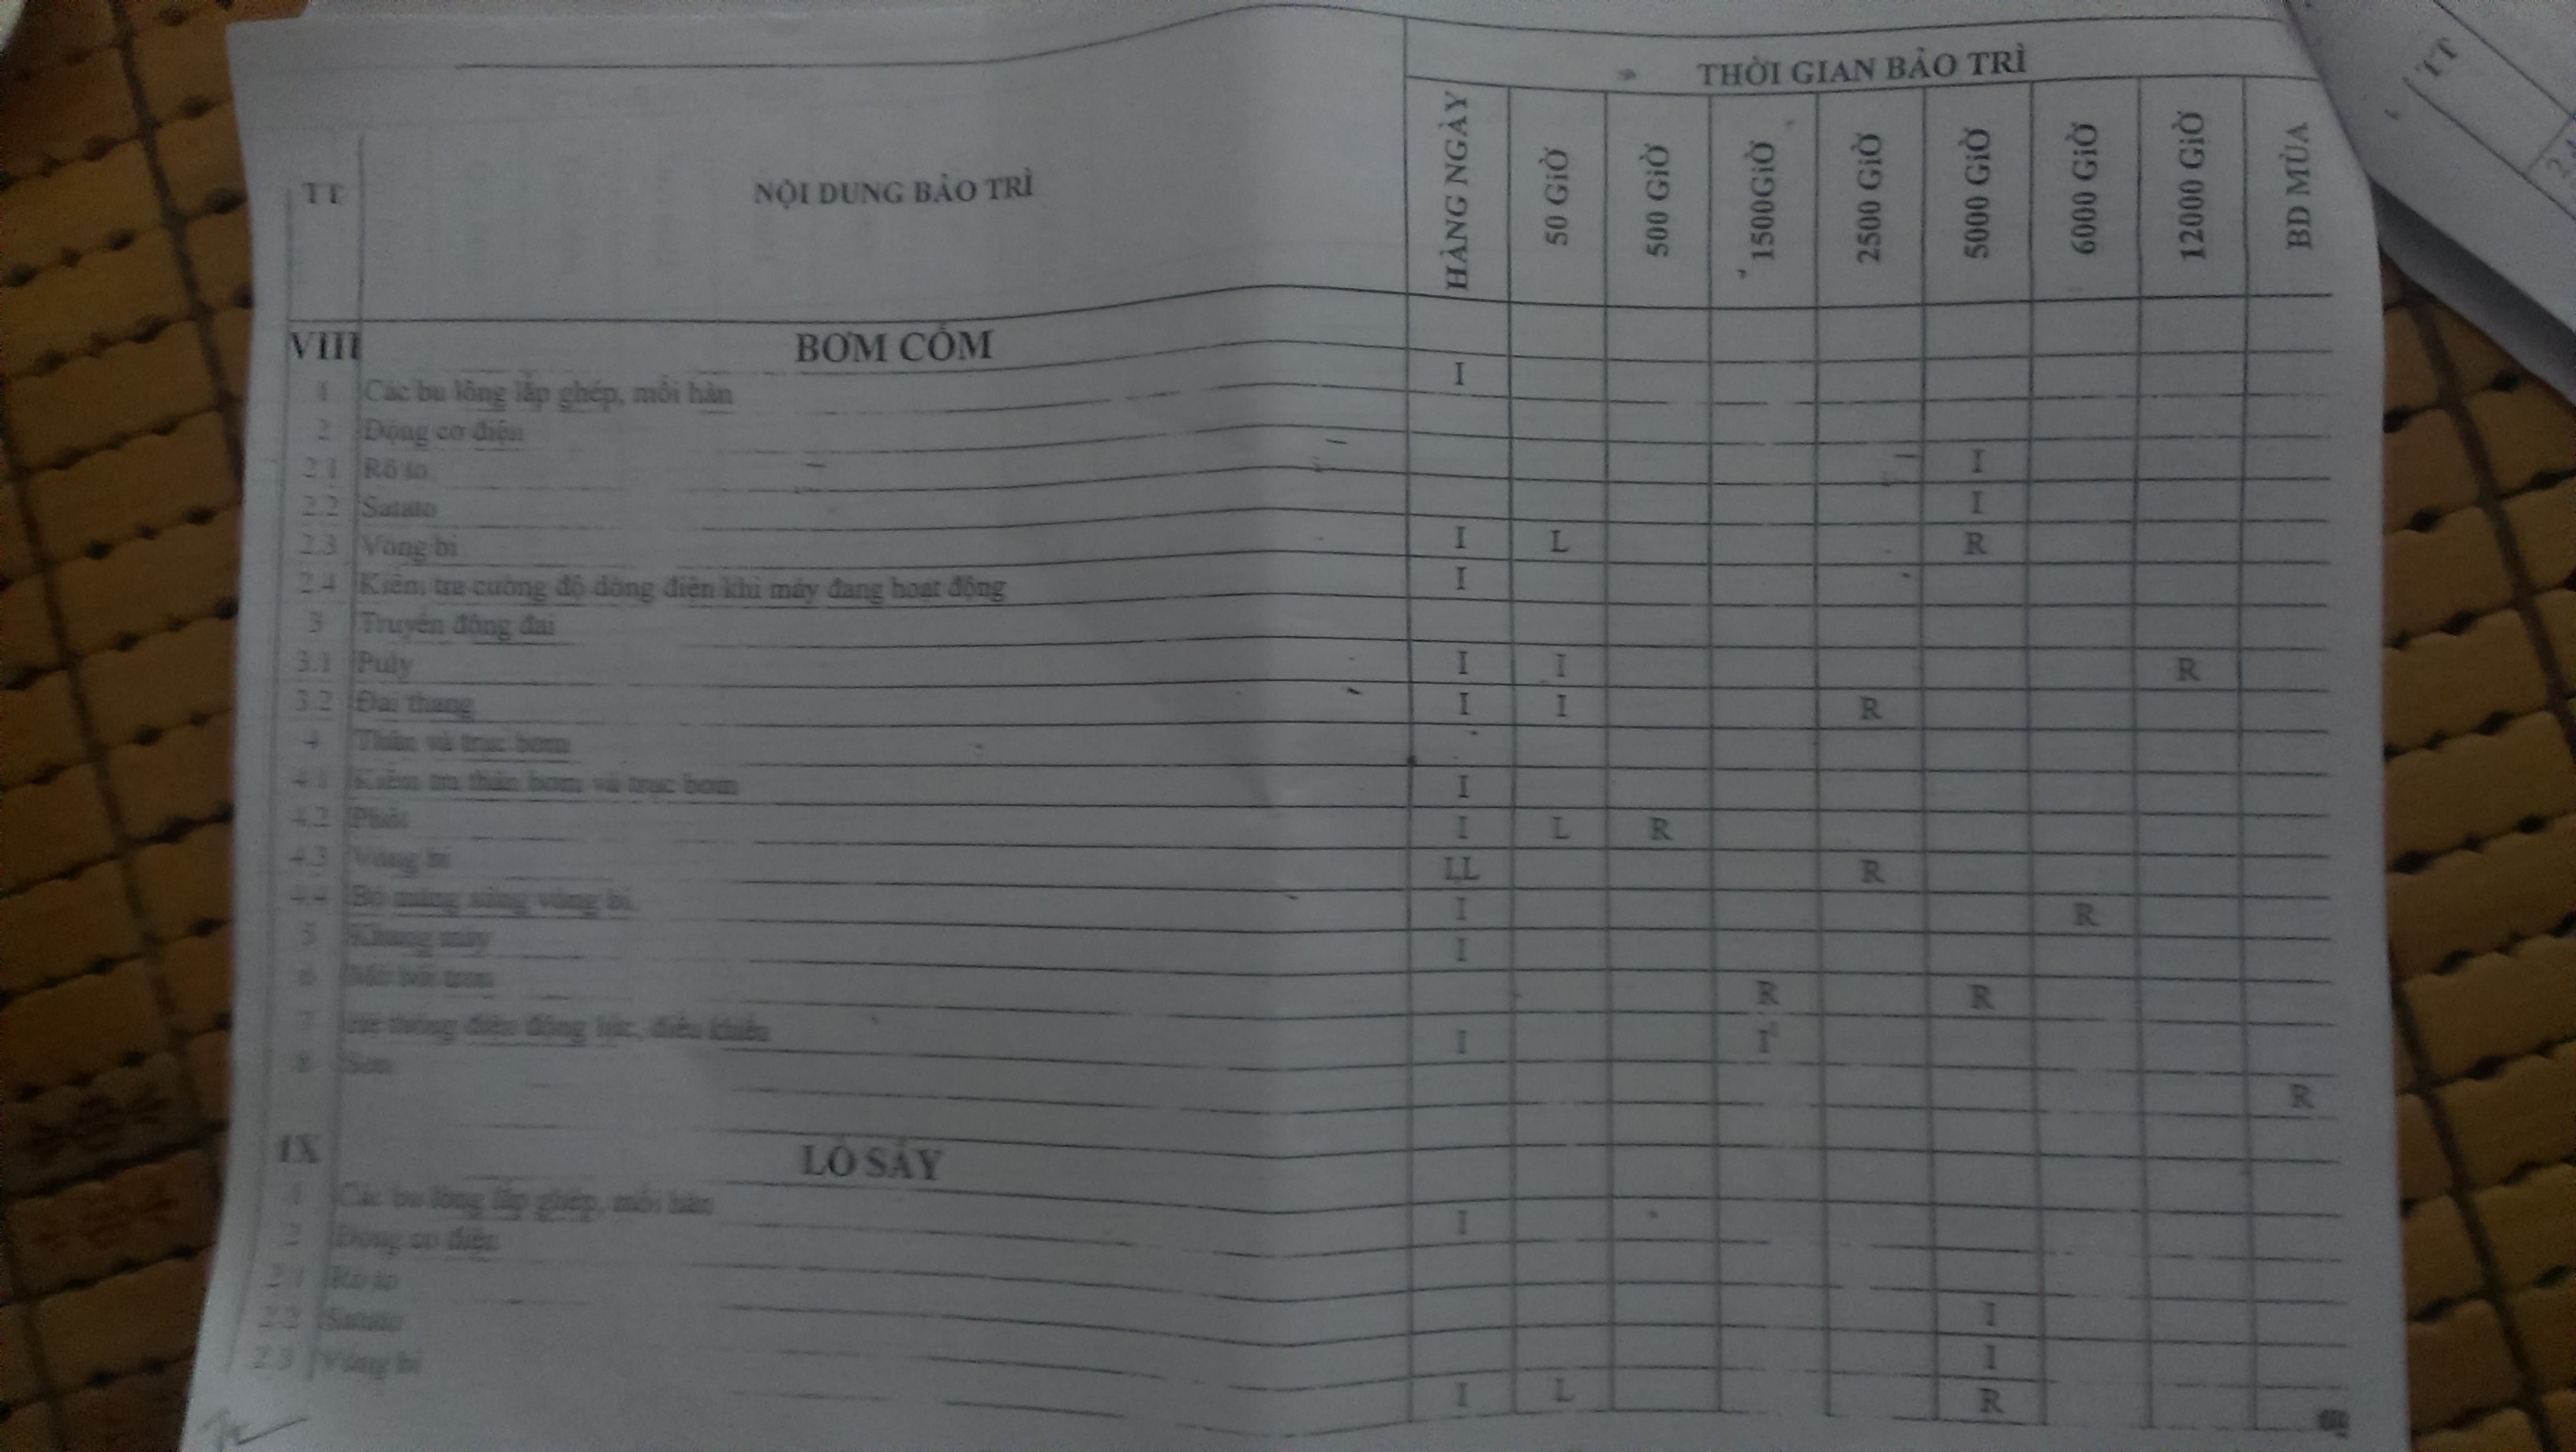 THỜI GIAN BẢO TRÌ
TT NỘI DUNG BẢO TRÌ HÀNG NGÀY 50 GiỜ 500 GiỜ 1500GiỜ 2500 GiỜ 5000 GiỜ 6000 GiỜ 12000 GiỜ BD MÙA
VIII BƠM CỐM
1 Các bu lông lắp ghép, mối hàn I
2 Động cơ điện
2.1 Rô to I
2.2 Satato I
2.3 Vòng bi I L R
2.4 Kiểm tra cường độ dòng điện khi máy đang hoạt động I
3 Truyền động đai
3.1 Puly I I R
3.2 Đai thang I I R
4 Thân và trục bơm
4.1 Kiểm tra thân bơm và trục bơm I
4.2 Phốt I L R
4.3 Vòng bi I,L R
4.4 Bộ măng xông vòng bi. I R
5 Khung máy I
6 Mỡ bôi trơn R R
7 Hệ thống điện động lực, điều khiển I I
8 Sơn R
IX LÒ SẤY
1 Các bu lông lắp ghép, mối hàn I
2 Động cơ điện
2.1 Rô to I
2.2 Satato I
2.3 Vòng bi I L R
TT